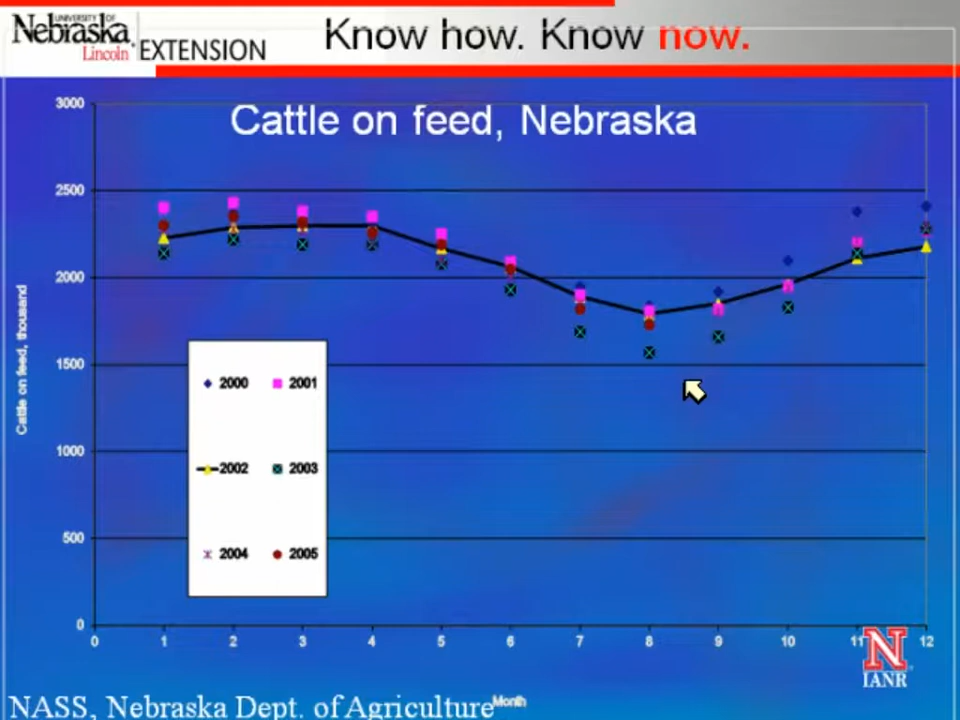 UNIVERSITY OF
Nebraska
Lincoln
EXTENSION
Know how. Know now.
Cattle on feed, Nebraska
3000
2500
2000
1500
1000
500
0
Cattle on feed, thousand
2000 2001
2002 2003
2004 2005
0 1 2 3 4 5 6 7 8 9 10 11 12
Month
N
IANR
NASS, Nebraska Dept. of Agriculture